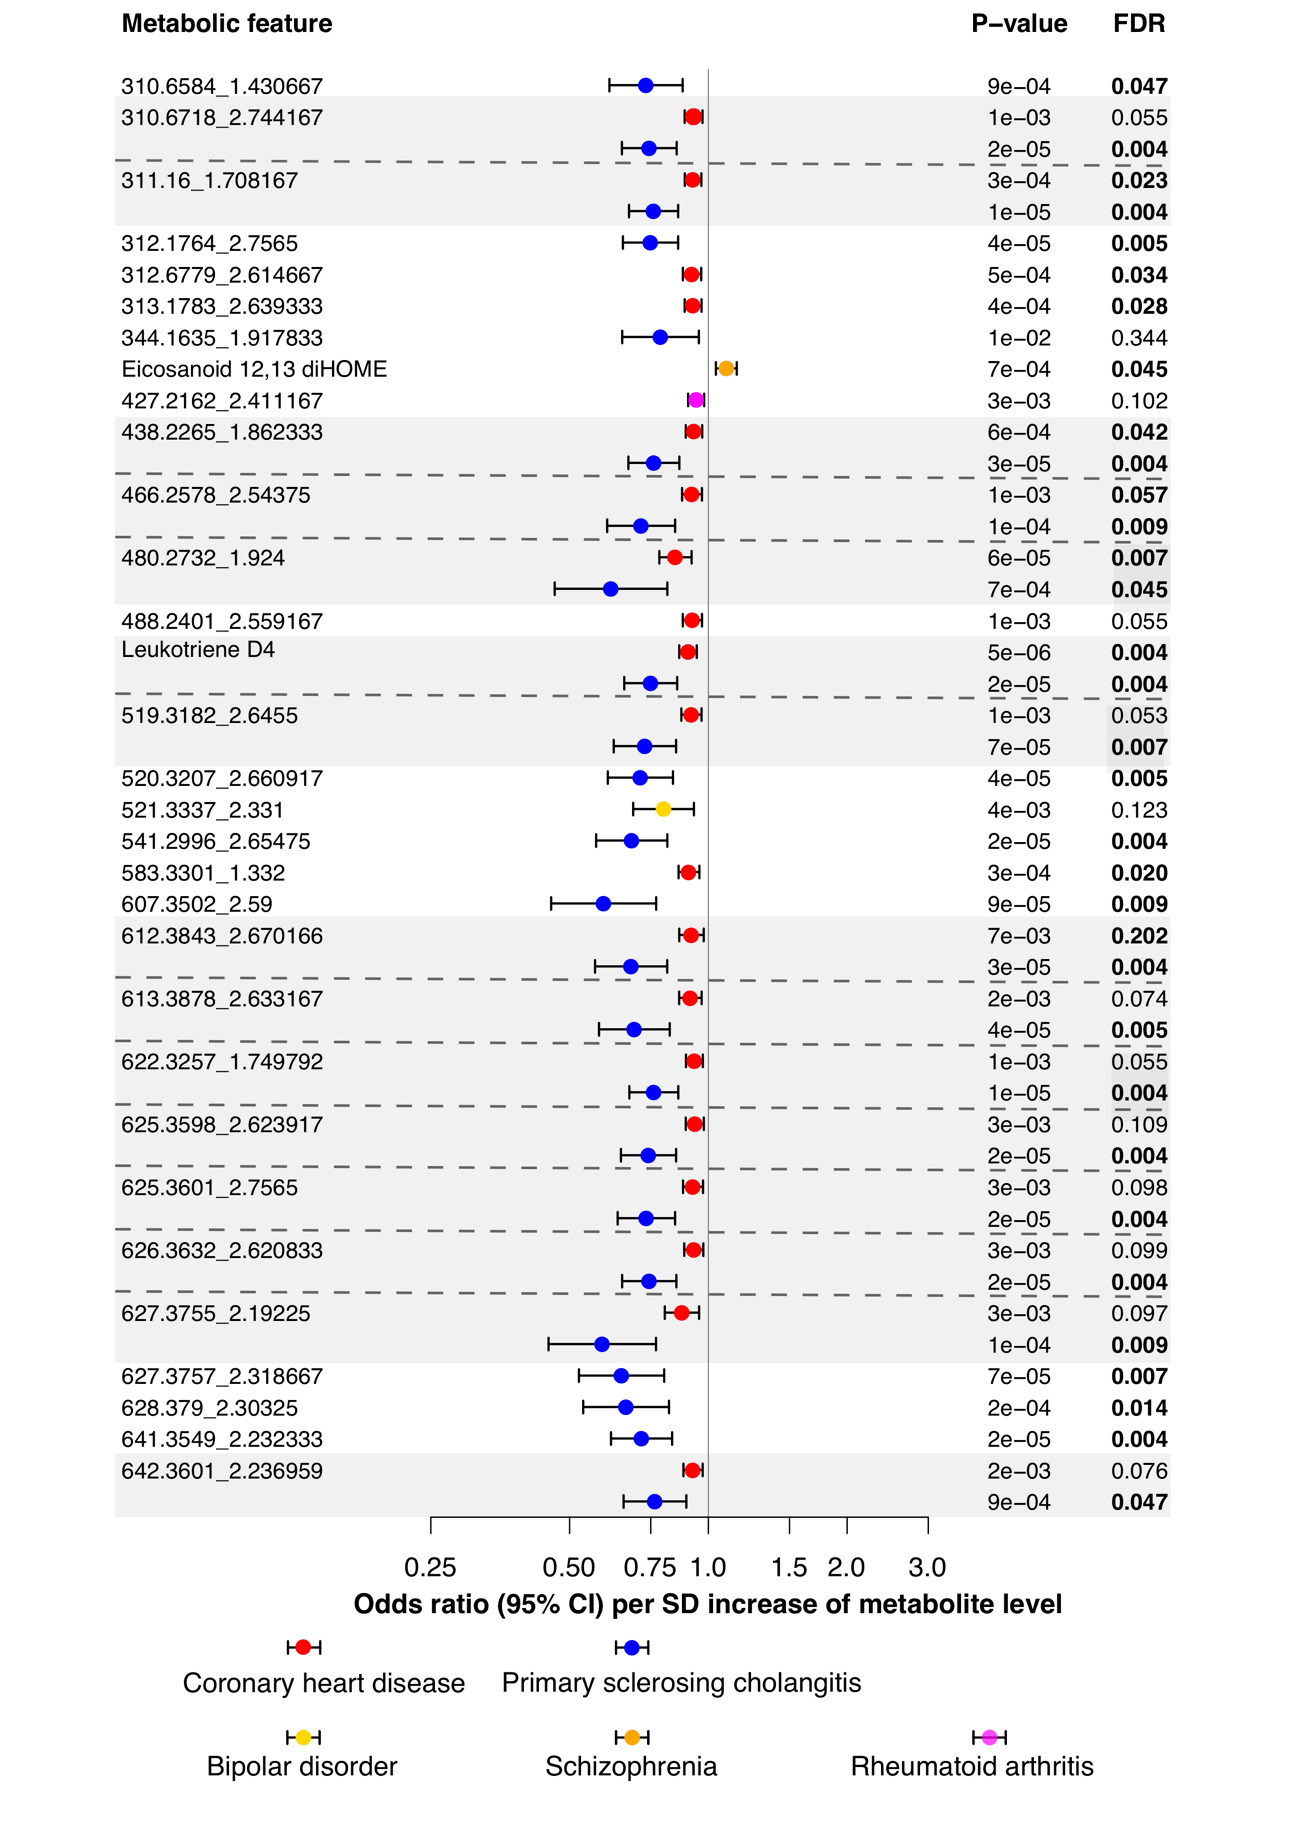 Metabolic feature P−value FDR
310.6584_1.430667 9e−04 0.047
310.6718_2.744167 1e−03 0.055
2e−05 0.004
311.16_1.708167 3e−04 0.023
1e−05 0.004
312.1764_2.7565 4e−05 0.005
312.6779_2.614667 5e−04 0.034
313.1783_2.639333 4e−04 0.028
344.1635_1.917833 1e−02 0.344
Eicosanoid 12,13 diHOME 7e−04 0.045
427.2162_2.411167 3e−03 0.102
438.2265_1.862333 6e−04 0.042
3e−05 0.004
466.2578_2.54375 1e−03 0.057
1e−04 0.009
480.2732_1.924 6e−05 0.007
7e−04 0.045
488.2401_2.559167 1e−03 0.055
Leukotriene D4 5e−06 0.004
2e−05 0.004
519.3182_2.6455 1e−03 0.053
7e−05 0.007
520.3207_2.660917 4e−05 0.005
521.3337_2.331 4e−03 0.123
541.2996_2.65475 2e−05 0.004
583.3301_1.332 3e−04 0.020
607.3502_2.59 9e−05 0.009
612.3843_2.670166 7e−03 0.202
3e−05 0.004
613.3878_2.633167 2e−03 0.074
4e−05 0.005
622.3257_1.749792 1e−03 0.055
1e−05 0.004
625.3598_2.623917 3e−03 0.109
2e−05 0.004
625.3601_2.7565 3e−03 0.098
2e−05 0.004
626.3632_2.620833 3e−03 0.099
2e−05 0.004
627.3755_2.19225 3e−03 0.097
1e−04 0.009
627.3757_2.318667 7e−05 0.007
628.379_2.30325 2e−04 0.014
641.3549_2.232333 2e−05 0.004
642.3601_2.236959 2e−03 0.076
9e−04 0.047
0.25 0.50 0.75 1.0 1.5 2.0 3.0
Odds ratio (95% CI) per SD increase of metabolite level
Coronary heart disease Primary sclerosing cholangitis
Bipolar disorder Schizophrenia Rheumatoid arthritis